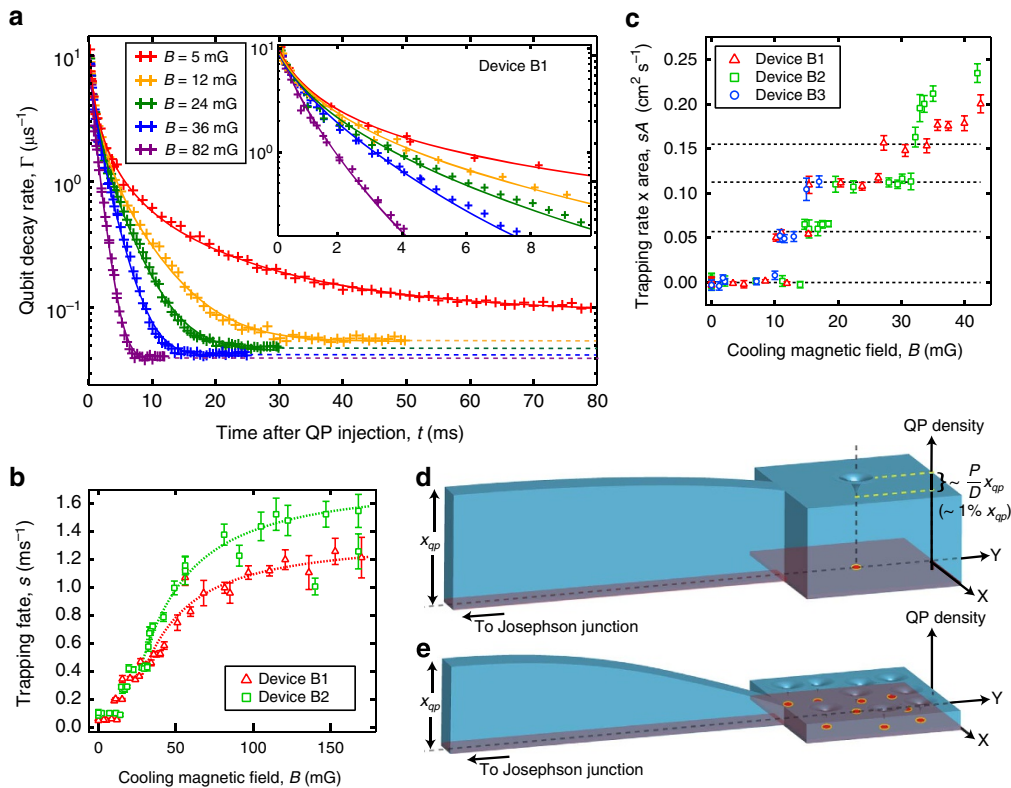 a
10¹
10⁰
10⁻¹
Qubit decay rate, Γ (μs⁻¹)
B = 5 mG
B = 12 mG
B = 24 mG
B = 36 mG
B = 82 mG
0 10 20 30 40 50 60 70 80
Time after QP injection, t (ms)
Device B1
10¹
10⁰
0 2 4 6 8
Time after QP injection, t (ms)
c
0.25
0.20
0.15
0.10
0.05
0.00
Trapping rate x area, sA (cm² s⁻¹)
Device B1
Device B2
Device B3
0 10 20 30 40
Cooling magnetic field, B (mG)
b
1.6
1.4
1.2
1.0
0.8
0.6
0.4
0.2
0.0
Trapping fate, s (ms⁻¹)
Device B1
Device B2
0 50 100 150
Cooling magnetic field, B (mG)
d
QP density
} ~ P/D x_qp
(~ 1% x_qp)
x_qp
Y
X
To Josephson junction
e
QP density
x_qp
Y
X
To Josephson junction